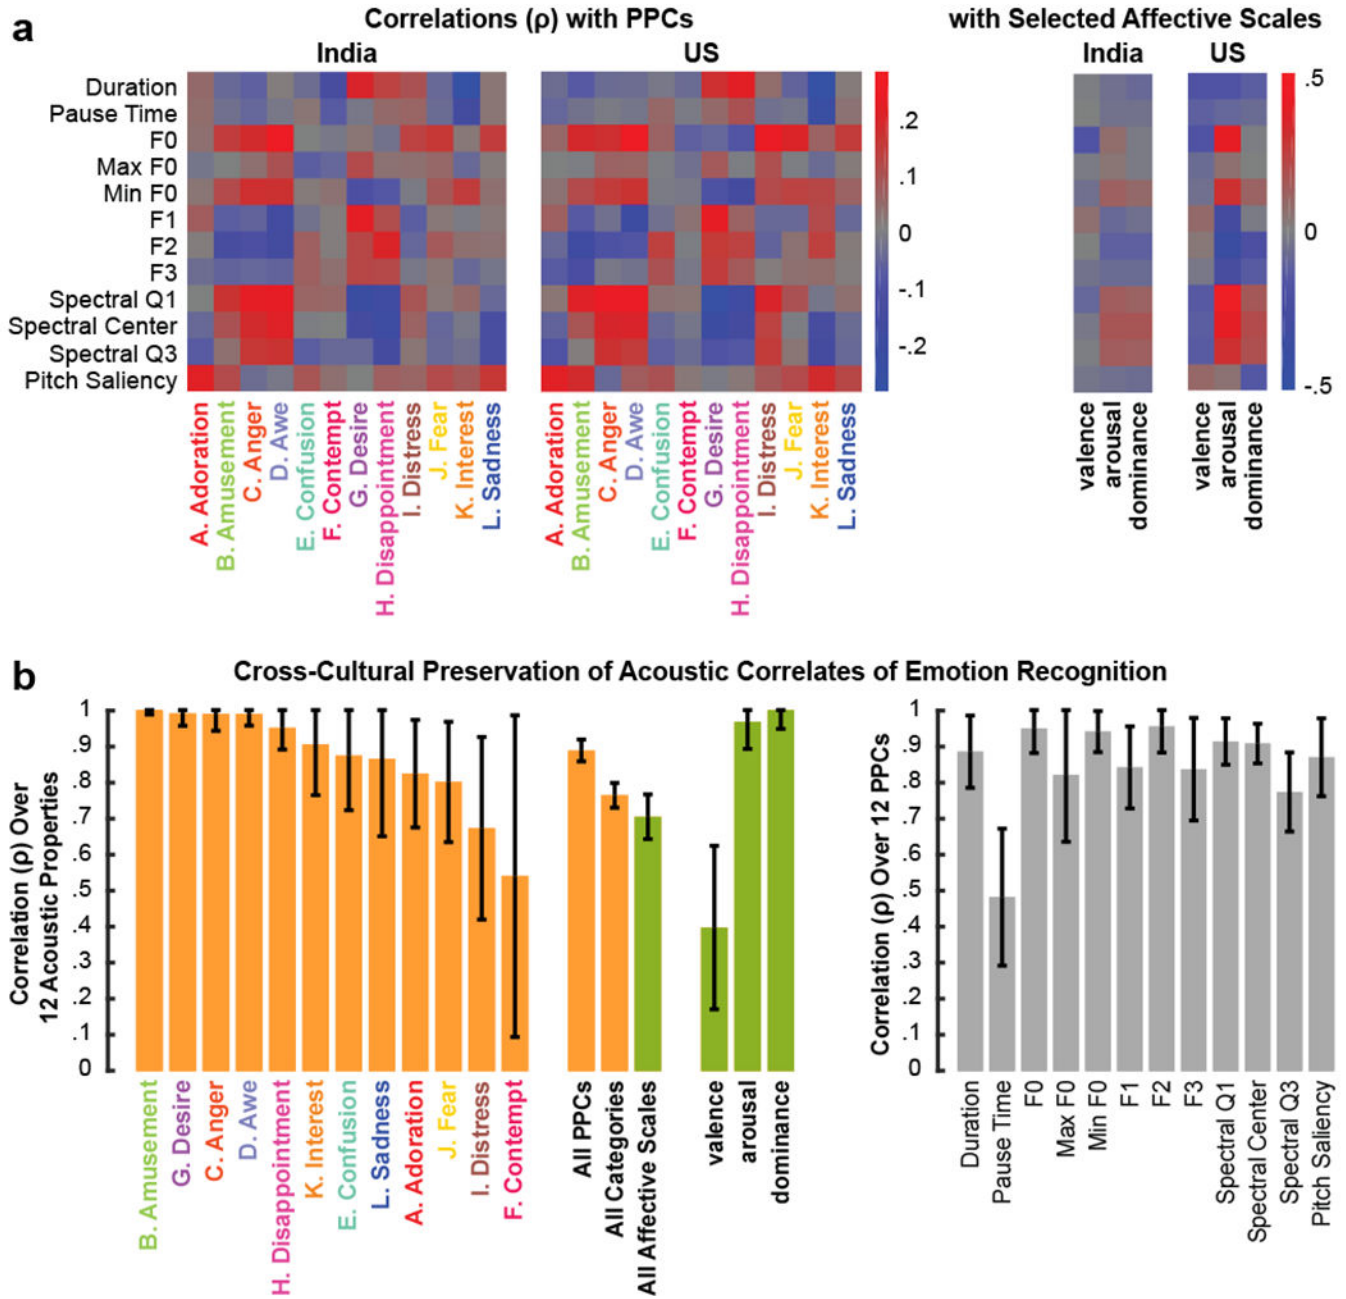 a
Correlations (ρ) with PPCs
with Selected Affective Scales
India
US
India
US
Duration
Pause Time
F0
Max F0
Min F0
F1
F2
F3
Spectral Q1
Spectral Center
Spectral Q3
Pitch Saliency
.2
.1
0
-.1
-.2
.5
0
-.5
A. Adoration
B. Amusement
C. Anger
D. Awe
E. Confusion
F. Contempt
G. Desire
H. Disappointment
I. Distress
J. Fear
K. Interest
L. Sadness
A. Adoration
B. Amusement
C. Anger
D. Awe
E. Confusion
F. Contempt
G. Desire
H. Disappointment
I. Distress
J. Fear
K. Interest
L. Sadness
valence
arousal
dominance
valence
arousal
dominance
b
Cross-Cultural Preservation of Acoustic Correlates of Emotion Recognition
Correlation (ρ) Over
12 Acoustic Properties
1
.9
.8
.7
.6
.5
.4
.3
.2
.1
0
B. Amusement
G. Desire
C. Anger
D. Awe
H. Disappointment
K. Interest
E. Confusion
L. Sadness
A. Adoration
J. Fear
I. Distress
F. Contempt
All PPCs
All Categories
All Affective Scales
valence
arousal
dominance
Correlation (ρ) Over 12 PPCs
1
.9
.8
.7
.6
.5
.4
.3
.2
.1
0
Duration
Pause Time
F0
Max F0
Min F0
F1
F2
F3
Spectral Q1
Spectral Center
Spectral Q3
Pitch Saliency